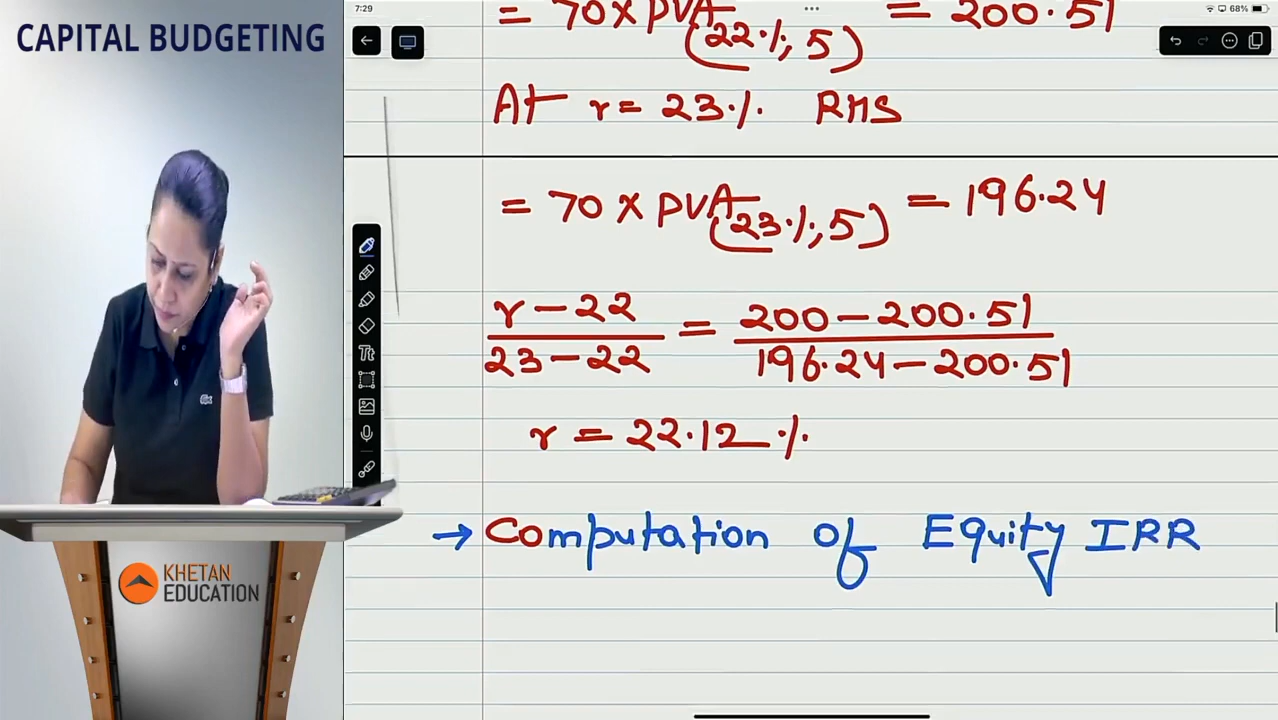 7:29
68%
CAPITAL BUDGETING
= 70 x PVA (22%, 5) = 200.51
At r = 23% RHS
= 70 x PVA (23%, 5) = 196.24
r - 22 / 23 - 22 = 200 - 200.51 / 196.24 - 200.51
r = 22.12 %
→ Computation of Equity IRR
Tt
KHETAN
EDUCATION